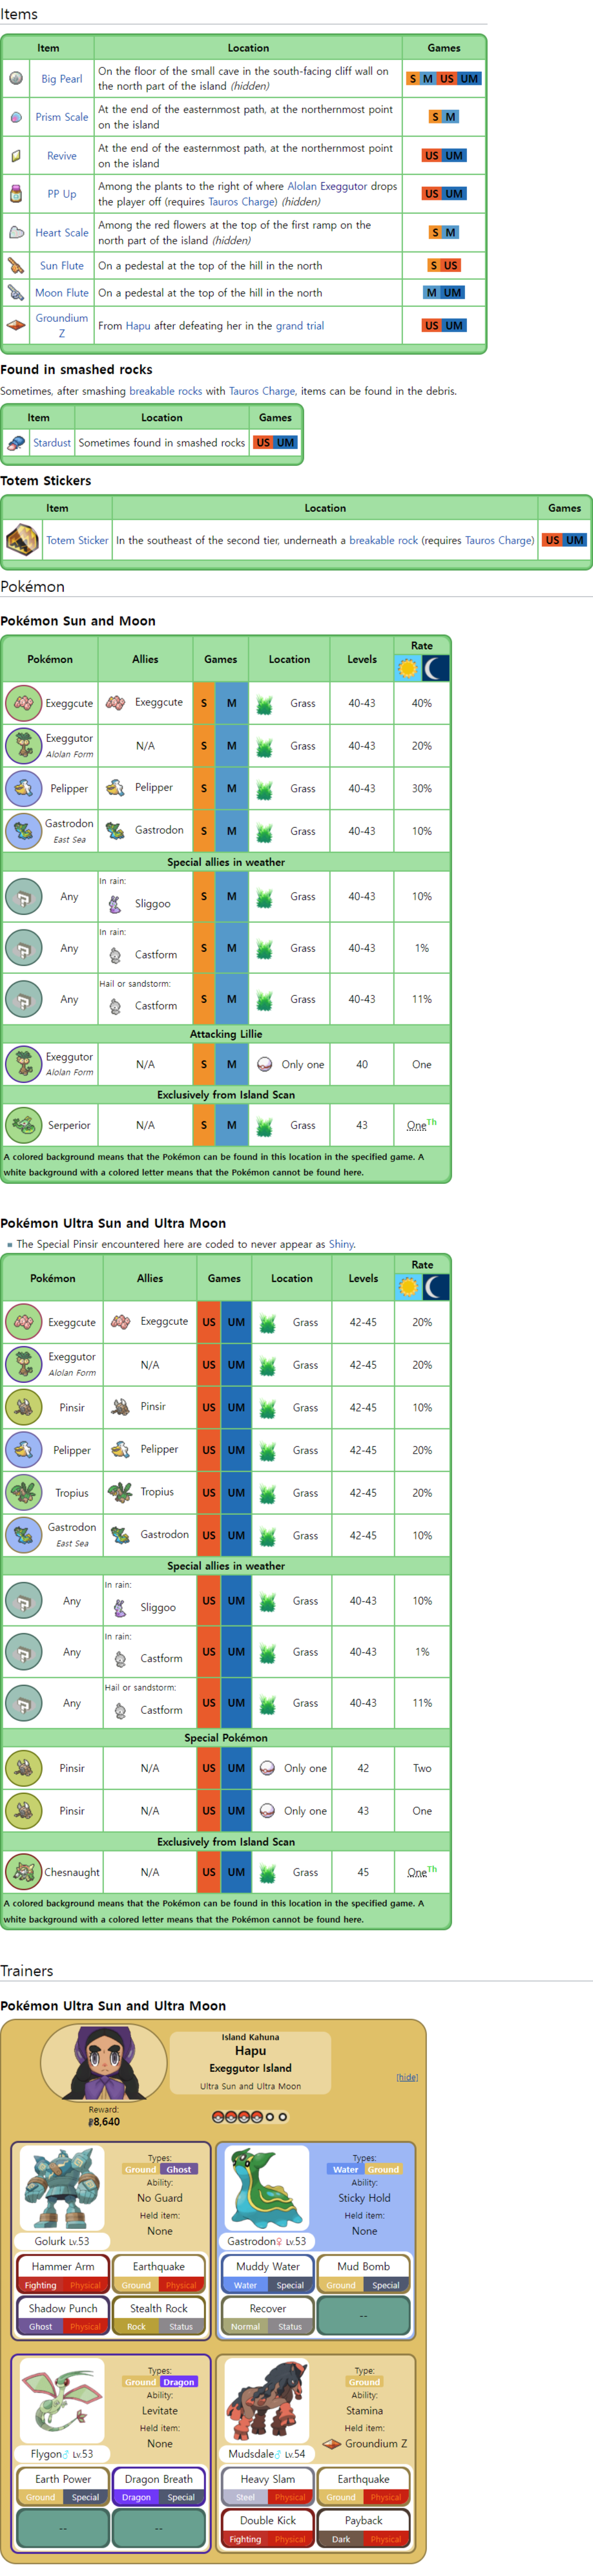 Items
Item Location Games
Big Pearl On the floor of the small cave in the south-facing cliff wall on the north part of the island (hidden) S M US UM
Prism Scale At the end of the easternmost path, at the northernmost point on the island S M
Revive At the end of the easternmost path, at the northernmost point on the island US UM
PP Up Among the plants to the right of where Alolan Exeggutor drops the player off (requires Tauros Charge) (hidden) US UM
Heart Scale Among the red flowers at the top of the first ramp on the north part of the island (hidden) S M
Sun Flute On a pedestal at the top of the hill in the north S US
Moon Flute On a pedestal at the top of the hill in the north M UM
Groundium Z From Hapu after defeating her in the grand trial US UM
Found in smashed rocks
Sometimes, after smashing breakable rocks with Tauros Charge, items can be found in the debris.
Item Location Games
Stardust Sometimes found in smashed rocks US UM
Totem Stickers
Item Location Games
Totem Sticker In the southeast of the second tier, underneath a breakable rock (requires Tauros Charge) US UM
Pokémon
Pokémon Sun and Moon
Pokémon Allies Games Location Levels Rate
Exeggcute Exeggcute S M Grass 40-43 40%
Exeggutor Alolan Form N/A S M Grass 40-43 20%
Pelipper Pelipper S M Grass 40-43 30%
Gastrodon East Sea Gastrodon S M Grass 40-43 10%
Special allies in weather
Any In rain: Sliggoo S M Grass 40-43 10%
Any In rain: Castform S M Grass 40-43 1%
Any Hail or sandstorm: Castform S M Grass 40-43 11%
Attacking Lillie
Exeggutor Alolan Form N/A S M Only one 40 One
Exclusively from Island Scan
Serperior N/A S M Grass 43 One Th
A colored background means that the Pokémon can be found in this location in the specified game. A
white background with a colored letter means that the Pokémon cannot be found here.
Pokémon Ultra Sun and Ultra Moon
The Special Pinsir encountered here are coded to never appear as Shiny.
Pokémon Allies Games Location Levels Rate
Exeggcute Exeggcute US UM Grass 42-45 20%
Exeggutor Alolan Form N/A US UM Grass 42-45 20%
Pinsir Pinsir US UM Grass 42-45 10%
Pelipper Pelipper US UM Grass 42-45 20%
Tropius Tropius US UM Grass 42-45 20%
Gastrodon East Sea Gastrodon US UM Grass 42-45 10%
Special allies in weather
Any In rain: Sliggoo US UM Grass 40-43 10%
Any In rain: Castform US UM Grass 40-43 1%
Any Hail or sandstorm: Castform US UM Grass 40-43 11%
Special Pokémon
Pinsir N/A US UM Only one 42 Two
Pinsir N/A US UM Only one 43 One
Exclusively from Island Scan
Chesnaught N/A US UM Grass 45 One Th
A colored background means that the Pokémon can be found in this location in the specified game. A
white background with a colored letter means that the Pokémon cannot be found here.
Trainers
Pokémon Ultra Sun and Ultra Moon
Island Kahuna
Hapu
Exeggutor Island
Ultra Sun and Ultra Moon
[hide]
Reward:
₽8,640
Types:
Ground Ghost
Ability:
No Guard
Held item:
None
Golurk Lv.53
Hammer Arm Earthquake
Fighting Physical Ground Physical
Shadow Punch Stealth Rock
Ghost Physical Rock Status
Types:
Water Ground
Ability:
Sticky Hold
Held item:
None
Gastrodon♀ Lv.53
Muddy Water Mud Bomb
Water Special Ground Special
Recover --
Normal Status
Types:
Ground Dragon
Ability:
Levitate
Held item:
None
Flygon♂ Lv.53
Earth Power Dragon Breath
Ground Special Dragon Special
-- --
Type:
Ground
Ability:
Stamina
Held item:
Groundium Z
Mudsdale♂ Lv.54
Heavy Slam Earthquake
Steel Physical Ground Physical
Double Kick Payback
Fighting Physical Dark Physical